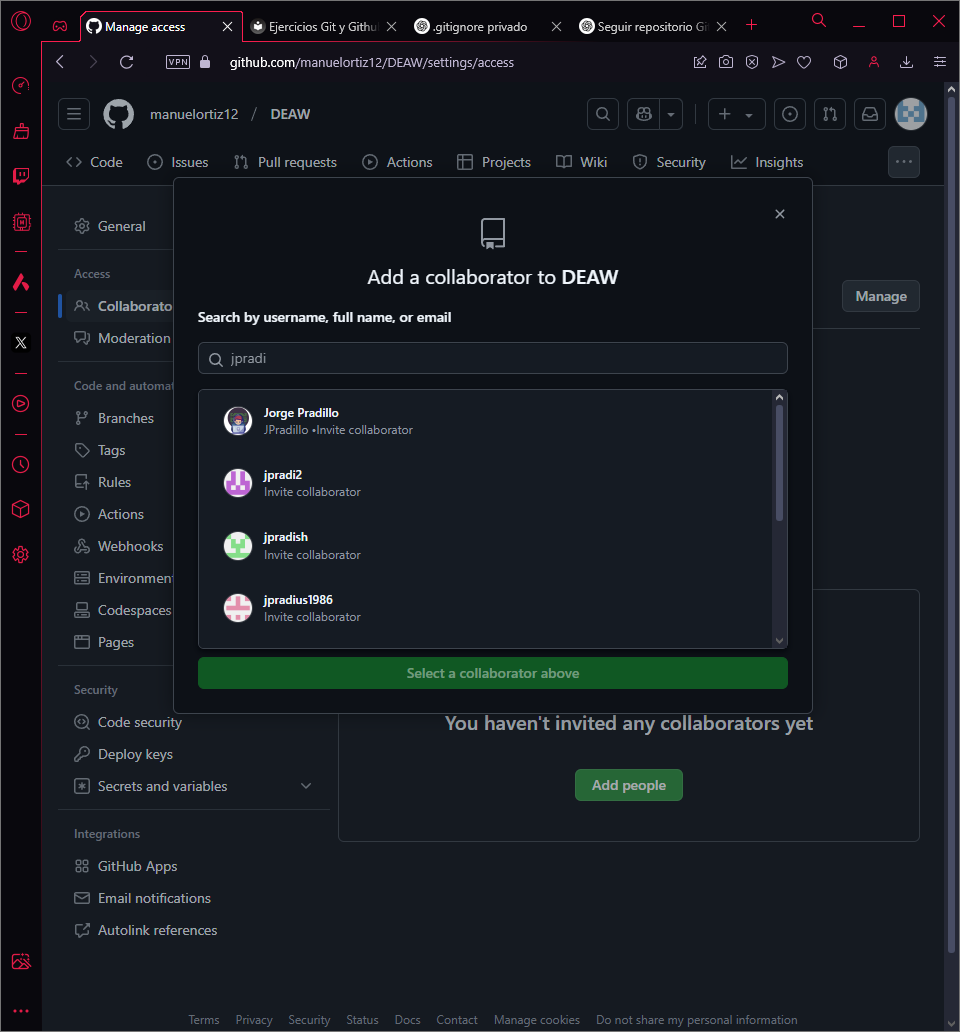 Manage access
Ejercicios Git y Githu
.gitignore privado
Seguir repositorio Gi
VPN
github.com/manuelortiz12/DEAW/settings/access
manuelortiz12 / DEAW
Code
Issues
Pull requests
Actions
Projects
Wiki
Security
Insights
General
Access
Collaborato
Moderation
Code and automat
Branches
Tags
Rules
Actions
Webhooks
Environmen
Codespaces
Pages
Security
Code security
Deploy keys
Secrets and variables
Integrations
GitHub Apps
Email notifications
Autolink references
Manage
Add a collaborator to DEAW
Search by username, full name, or email
jpradi
Jorge Pradillo
JPradillo •Invite collaborator
jpradi2
Invite collaborator
jpradish
Invite collaborator
jpradius1986
Invite collaborator
Select a collaborator above
You haven't invited any collaborators yet
Add people
Terms
Privacy
Security
Status
Docs
Contact
Manage cookies
Do not share my personal information